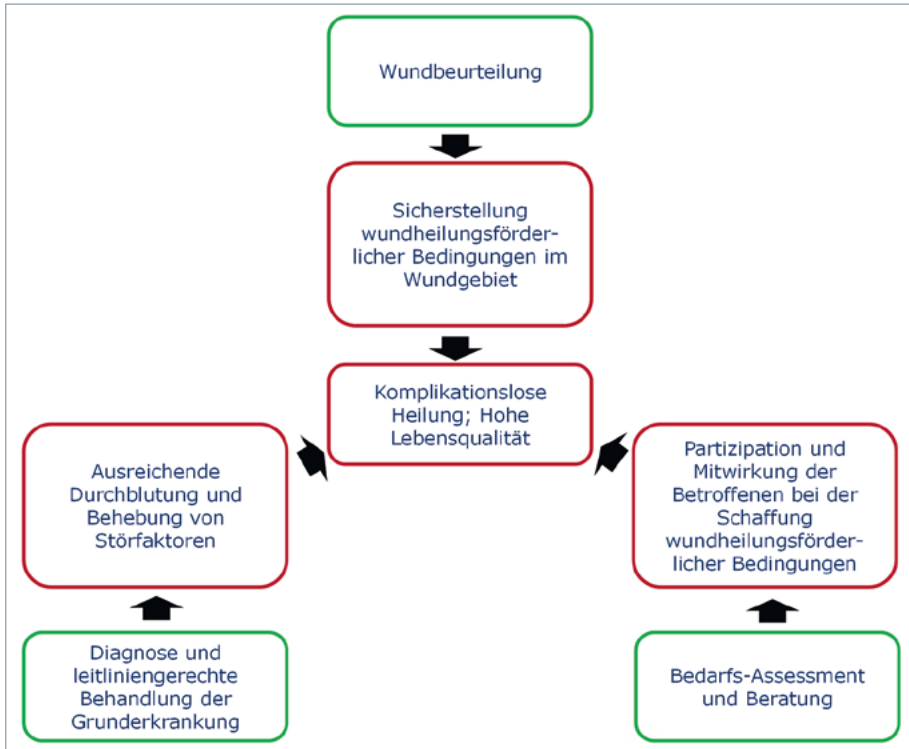 Wundbeurteilung
Sicherstellung
wundheilungsförder-
licher Bedingungen im
Wundgebiet
Komplikationslose
Heilung; Hohe
Lebensqualität
Ausreichende
Durchblutung und
Behebung von
Störfaktoren
Partizipation und
Mitwirkung der
Betroffenen bei der
Schaffung
wundheilungsförder-
licher Bedingungen
Diagnose und
leitliniengerechte
Behandlung der
Grunderkrankung
Bedarfs-Assessment
und Beratung